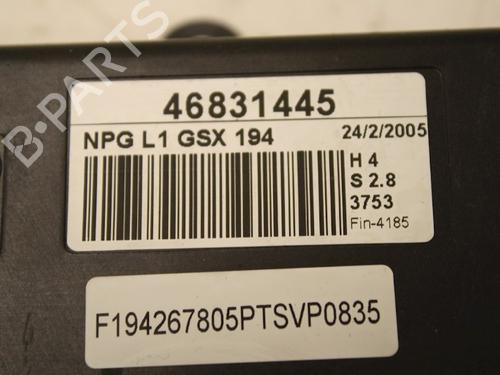 46831445
NPG L1 GSX 194
24/2/2005
H 4
S 2.8
3753
Fin-4185
F194267805PTSVP0835
B-PARTS